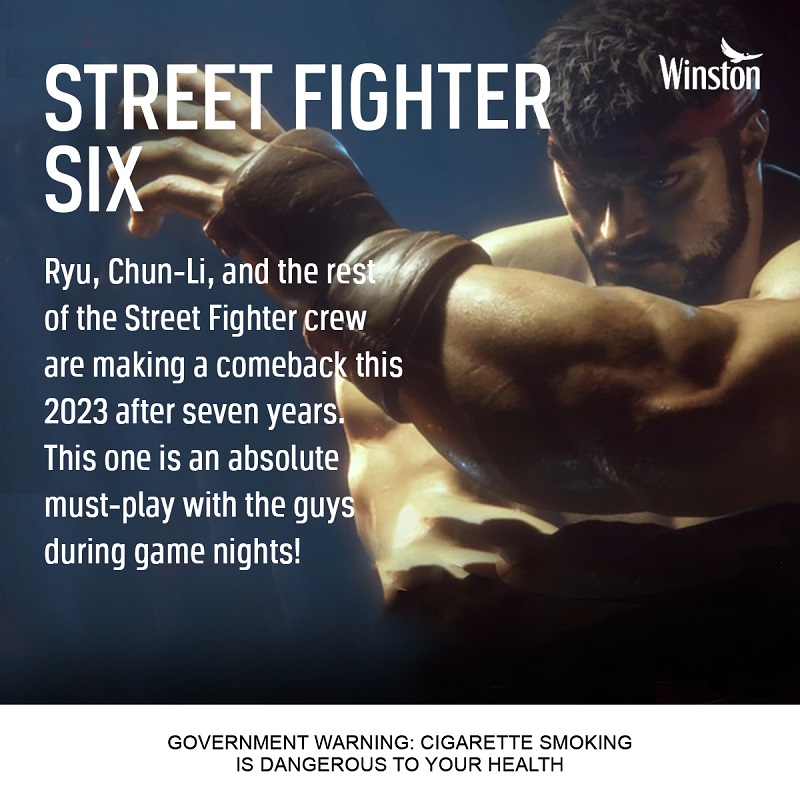 STREET FIGHTER
SIX
Winston
Ryu, Chun-Li, and the rest
of the Street Fighter crew
are making a comeback this
2023 after seven years.
This one is an absolute
must-play with the guys
during game nights!
GOVERNMENT WARNING: CIGARETTE SMOKING
IS DANGEROUS TO YOUR HEALTH